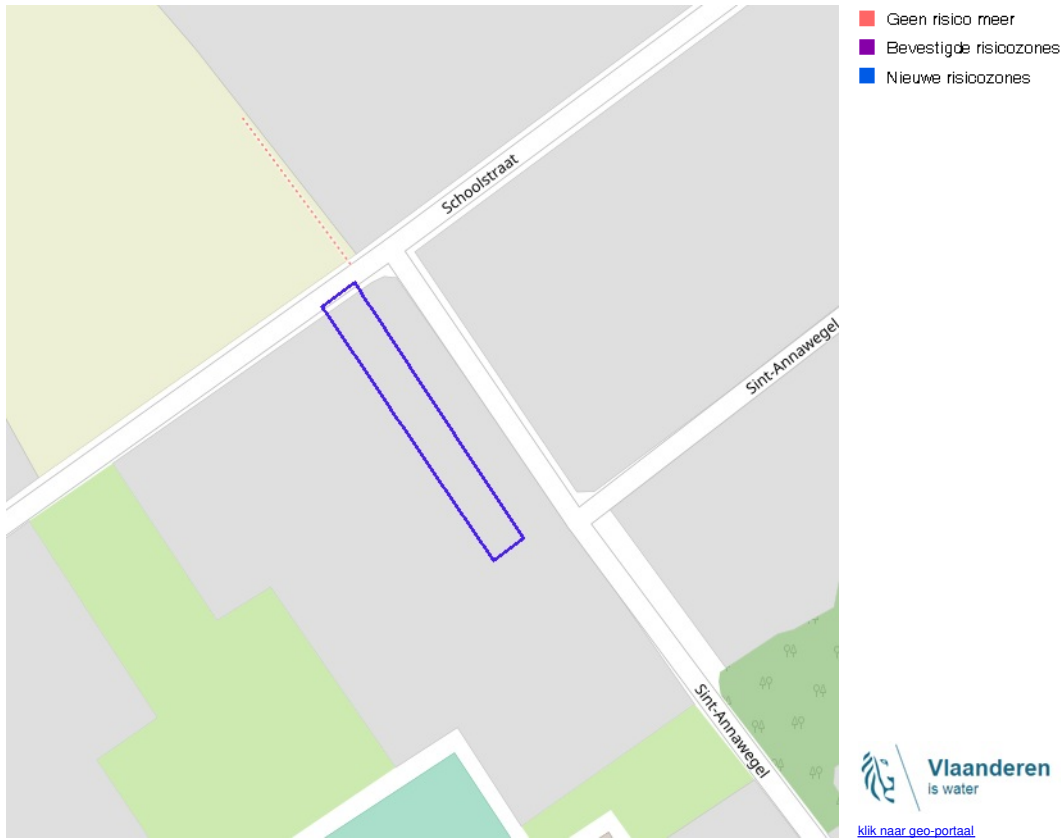 Geen risico meer
Bevestigde risicozones
Nieuwe risicozones
Schoolstraat
Sint-Annawegel
Sint-Annawegel
Vlaanderen
is water
klik naar geo-portaal